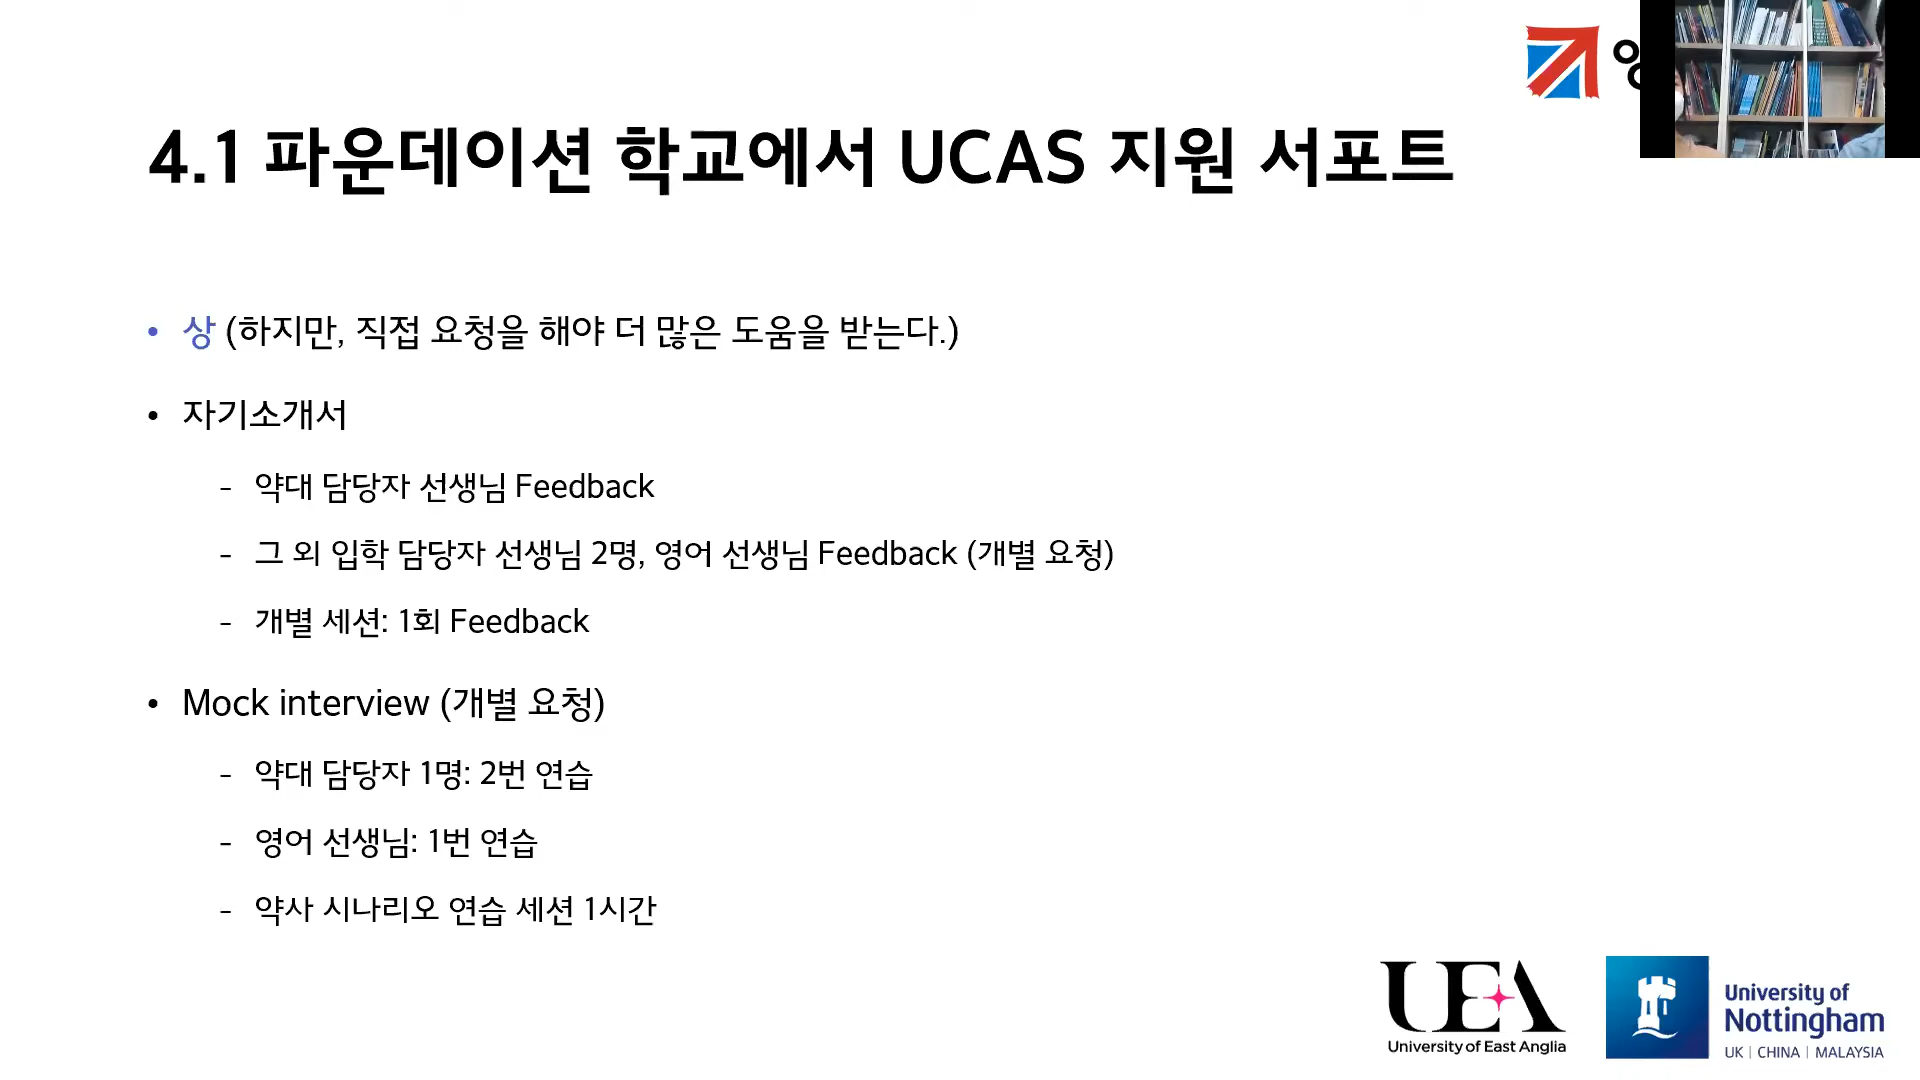 4.1 파운데이션 학교에서 UCAS 지원 서포트
• 상 (하지만, 직접 요청을 해야 더 많은 도움을 받는다.)
• 자기소개서
- 약대 담당자 선생님 Feedback
- 그 외 입학 담당자 선생님 2명, 영어 선생님 Feedback (개별 요청)
- 개별 세션: 1회 Feedback
• Mock interview (개별 요청)
- 약대 담당자 1명: 2번 연습
- 영어 선생님: 1번 연습
- 약사 시나리오 연습 세션 1시간
UEA
University of East Anglia
University of
Nottingham
UK | CHINA | MALAYSIA